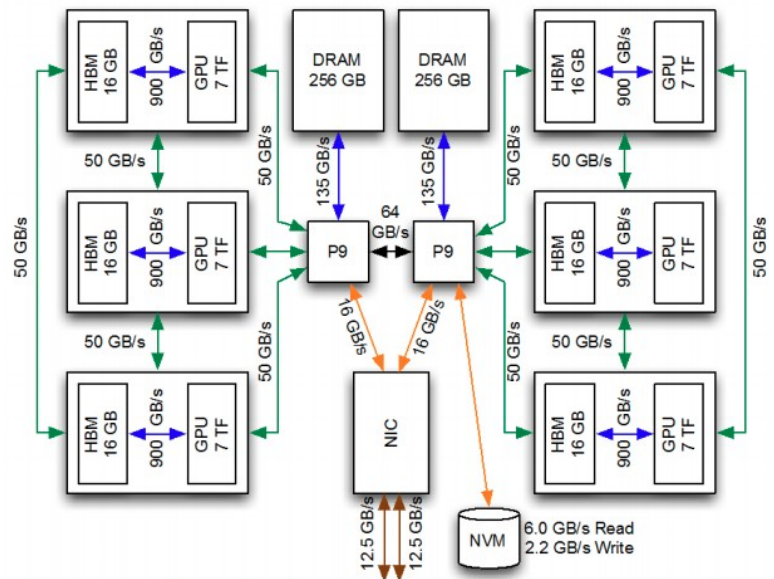 HBM
16 GB
GB/s
900
GPU
7 TF
DRAM
256 GB
DRAM
256 GB
HBM
16 GB
GB/s
900
GPU
7 TF
50 GB/s
50 GB/s
135 GB/s
135 GB/s
50 GB/s
50 GB/s
50 GB/s
HBM
16 GB
GB/s
900
GPU
7 TF
P9
64
GB/s
P9
HBM
16 GB
GB/s
900
GPU
7 TF
50 GB/s
50 GB/s
50 GB/s
16 GB/s
16 GB/s
50 GB/s
50 GB/s
HBM
16 GB
GB/s
900
GPU
7 TF
NIC
HBM
16 GB
GB/s
900
GPU
7 TF
12.5 GB/s
12.5 GB/s
NVM
6.0 GB/s Read
2.2 GB/s Write